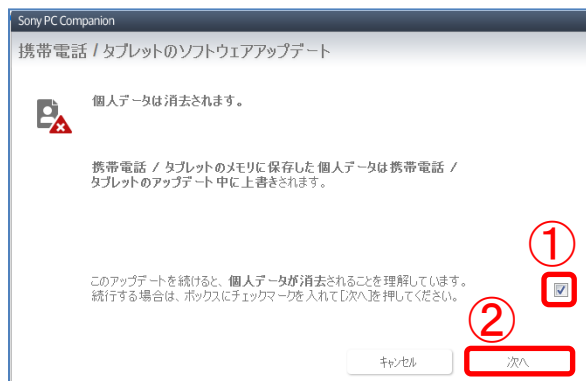 Sony PC Companion
携帯電話 / タブレットのソフトウェアアップデート
個人データは消去されます。
携帯電話 / タブレットのメモリに保存した個人データは携帯電話 /
タブレットのアップデート中に上書きされます。
①
このアップデートを続けると、個人データが消去されることを理解しています。
続行する場合は、ボックスにチェックマークを入れて[次へ]を押してください。
②
キャンセル
次へ